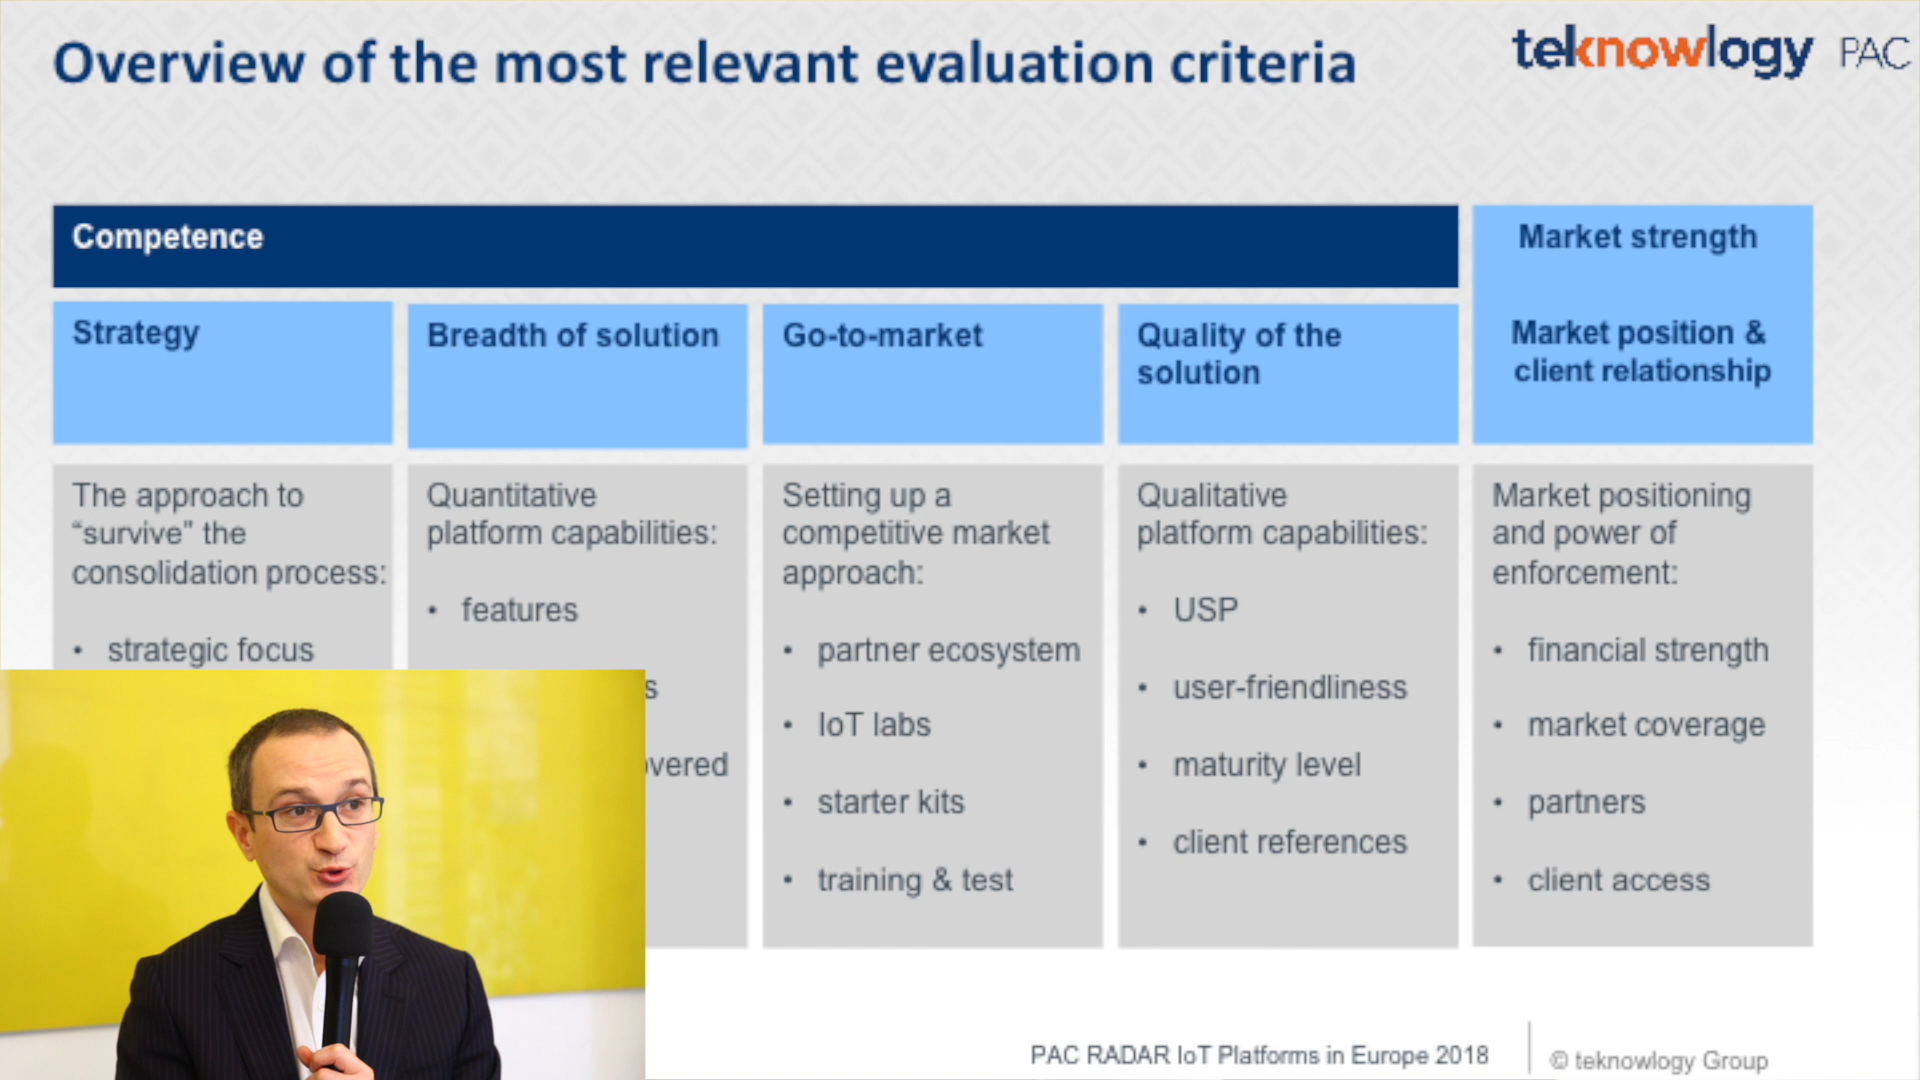 Overview of the most relevant evaluation criteria
teknowlogy PAC
Competence
Market strength
Market position &
client relationship
Strategy
Breadth of solution
Go-to-market
Quality of the
solution
The approach to
“survive” the
consolidation process:
• strategic focus
Quantitative
platform capabilities:
• features
Setting up a
competitive market
approach:
• partner ecosystem
• IoT labs
• starter kits
• training & test
Qualitative
platform capabilities:
• USP
• user-friendliness
• maturity level
• client references
Market positioning
and power of
enforcement:
• financial strength
• market coverage
• partners
• client access
PAC RADAR IoT Platforms in Europe 2018
© teknowlogy Group